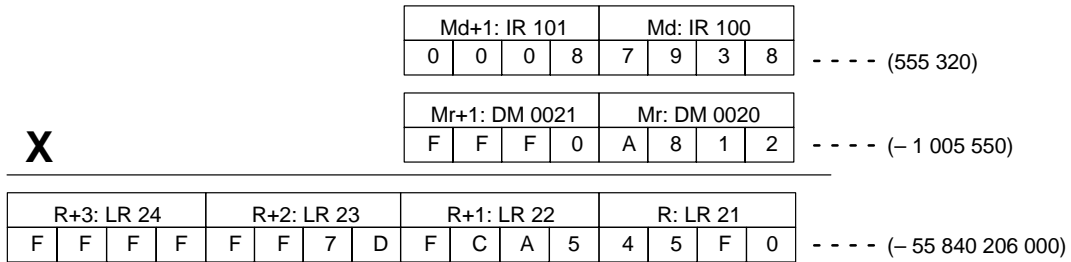 Md+1: IR 101 Md: IR 100
0 0 0 8 7 9 3 8 - - - - (555 320)
Mr+1: DM 0021 Mr: DM 0020
X F F F 0 A 8 1 2 - - - - (– 1 005 550)
R+3: LR 24 R+2: LR 23 R+1: LR 22 R: LR 21
F F F F F F 7 D F C A 5 4 5 F 0 - - - - (– 55 840 206 000)